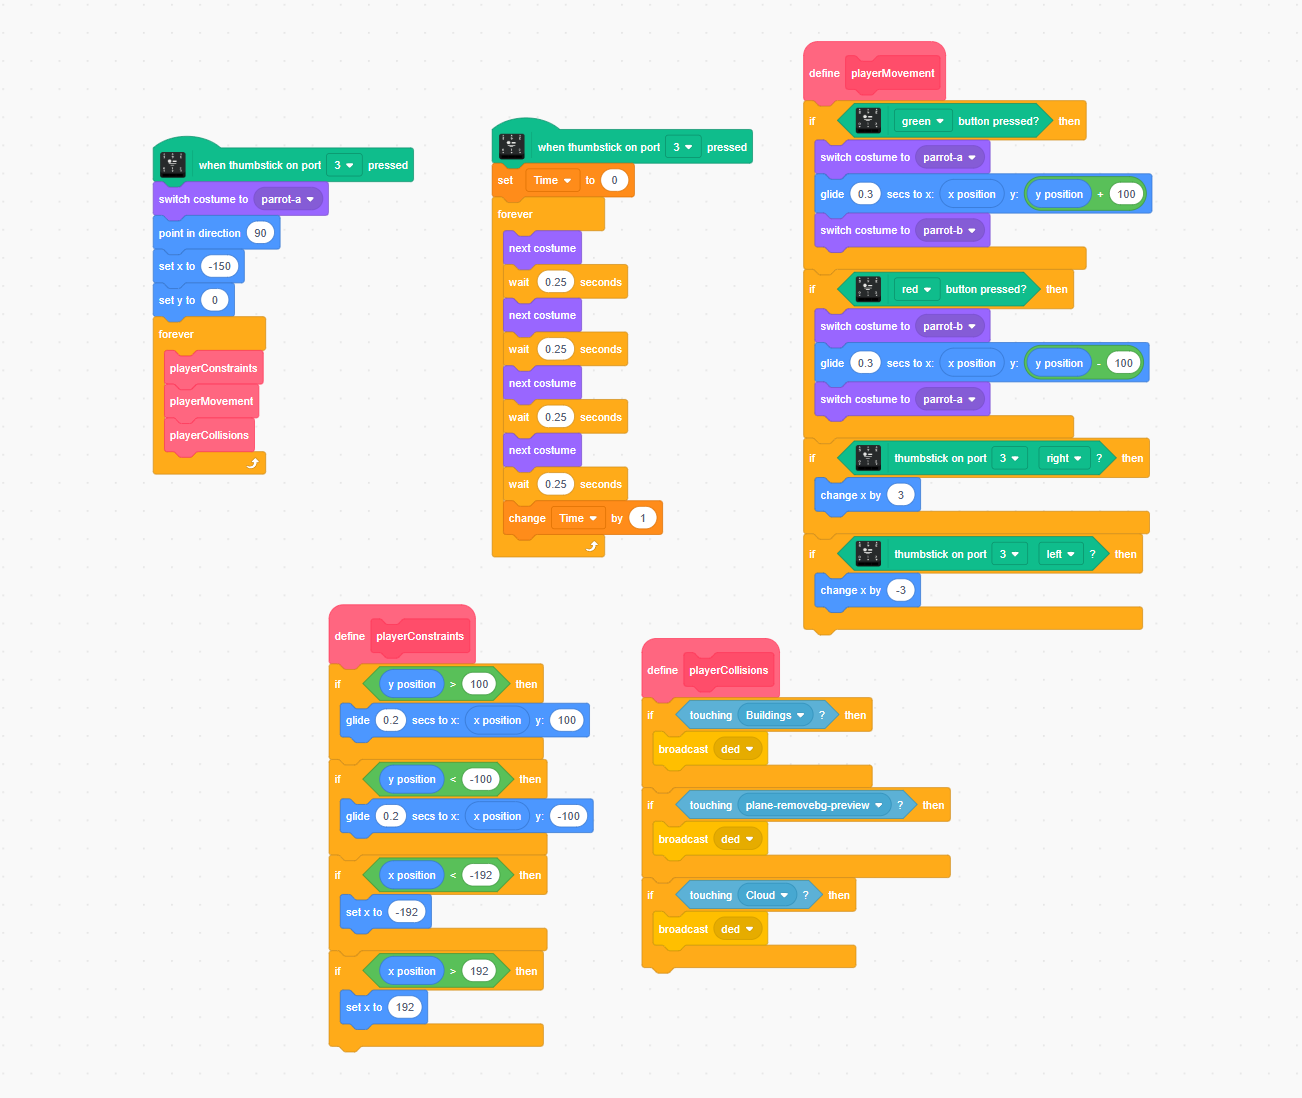 when thumbstick on port 3 pressed
switch costume to parrot-a
point in direction 90
set x to -150
set y to 0
forever
playerConstraints
playerMovement
playerCollisions
when thumbstick on port 3 pressed
set Time to 0
forever
next costume
wait 0.25 seconds
next costume
wait 0.25 seconds
next costume
wait 0.25 seconds
next costume
wait 0.25 seconds
change Time by 1
define playerMovement
if green button pressed? then
switch costume to parrot-a
glide 0.3 secs to x: x position y: y position + 100
switch costume to parrot-b
if red button pressed? then
switch costume to parrot-b
glide 0.3 secs to x: x position y: y position - 100
switch costume to parrot-a
if thumbstick on port 3 right ? then
change x by 3
if thumbstick on port 3 left ? then
change x by -3
define playerConstraints
if y position > 100 then
glide 0.2 secs to x: x position y: 100
if y position < -100 then
glide 0.2 secs to x: x position y: -100
if x position < -192 then
set x to -192
if x position > 192 then
set x to 192
define playerCollisions
if touching Buildings ? then
broadcast ded
if touching plane-removebg-preview ? then
broadcast ded
if touching Cloud ? then
broadcast ded